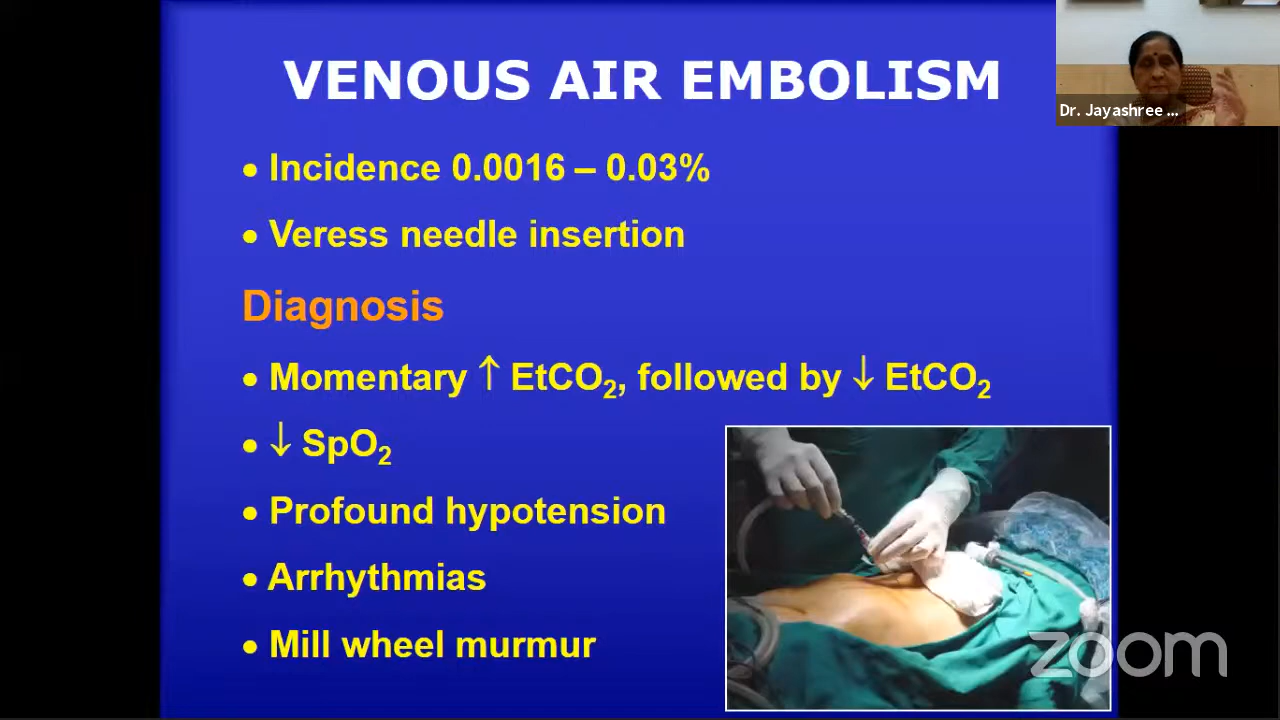 VENOUS AIR EMBOLISM
Dr. Jayashree ...
• Incidence 0.0016 – 0.03%
• Veress needle insertion
Diagnosis
• Momentary ↑ EtCO₂, followed by ↓ EtCO₂
• ↓ SpO₂
• Profound hypotension
• Arrhythmias
• Mill wheel murmur
zoom